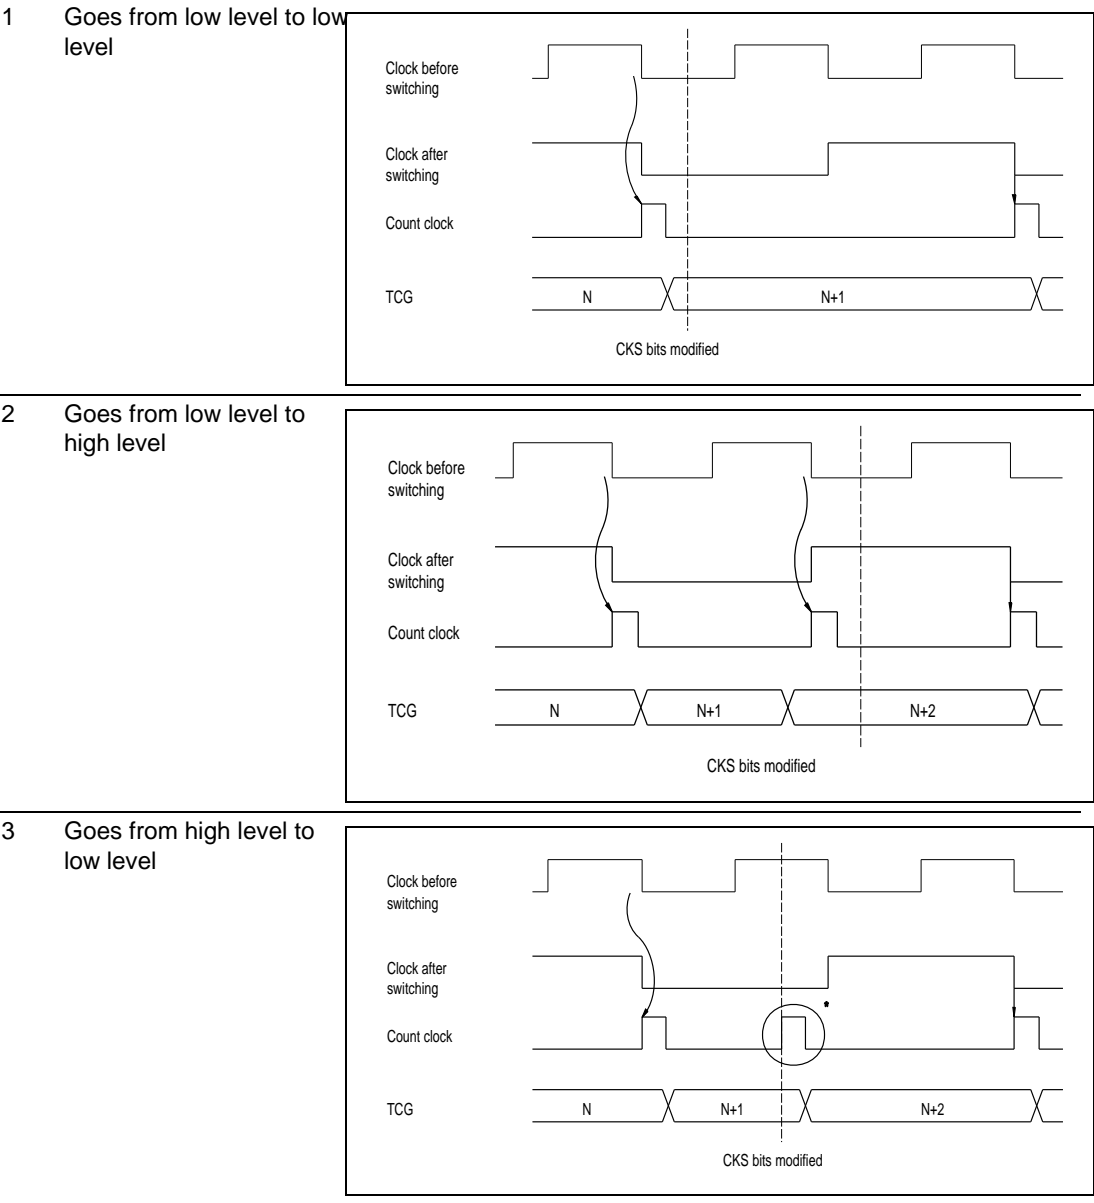 1 Goes from low level to low
level
Clock before
switching
Clock after
switching
Count clock
TCG N N+1
CKS bits modified
2 Goes from low level to
high level
Clock before
switching
Clock after
switching
Count clock
TCG N N+1 N+2
CKS bits modified
3 Goes from high level to
low level
Clock before
switching
Clock after
switching
*
Count clock
TCG N N+1 N+2
CKS bits modified